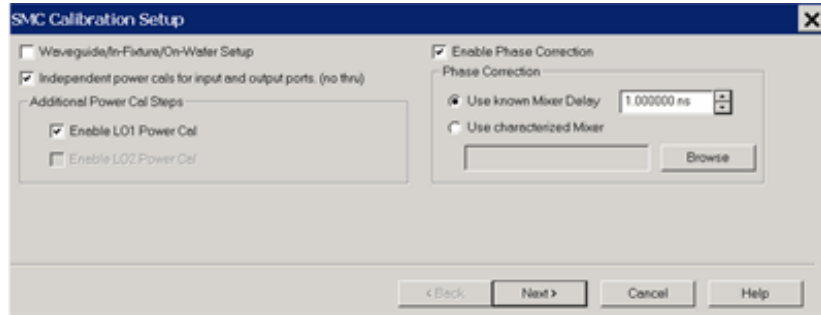 SMC Calibration Setup
Waveguide/In-Fixture/On-Wafer Setup
Independent power cals for input and output ports. (no thru)
Additional Power Cal Steps
Enable LO1 Power Cal
Enable LO2 Power Cal
Enable Phase Correction
Phase Correction
Use known Mixer Delay 1.000000 ns
Use characterized Mixer
Browse
< Back Next > Cancel Help